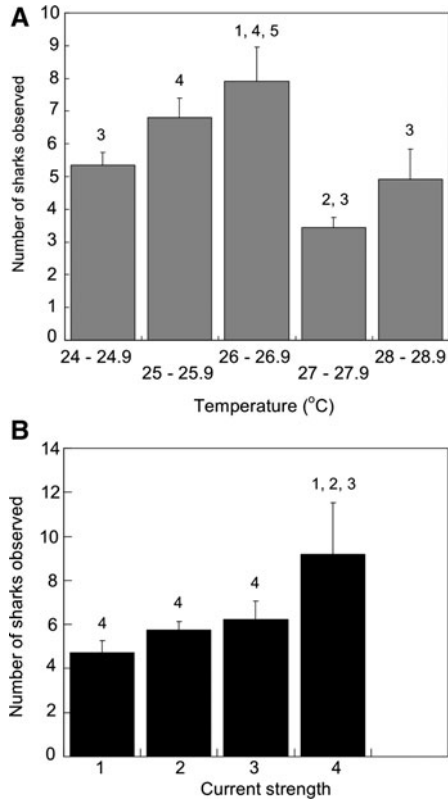 A
Number of sharks observed
10
9
8
7
6
5
4
3
2
1
0
3
4
1, 4, 5
2, 3
3
24 - 24.9
25 - 25.9
26 - 26.9
27 - 27.9
28 - 28.9
Temperature (°C)
B
Number of sharks observed
14
12
10
8
6
4
2
0
4
4
4
1, 2, 3
1
2
3
4
Current strength